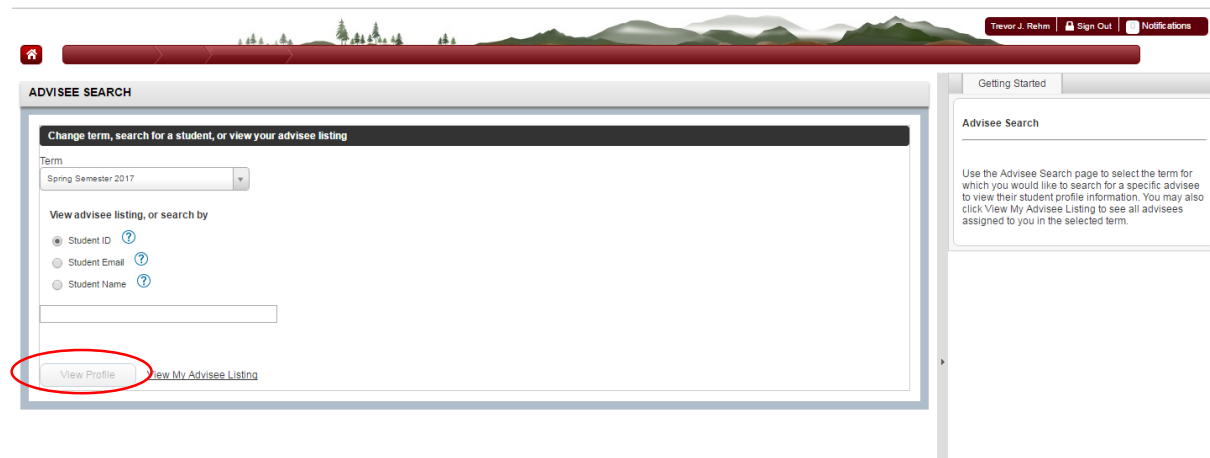 Trevor J. Rehm Sign Out Notifications
ADVISEE SEARCH
Change term, search for a student, or view your advisee listing
Term
Spring Semester 2017
View advisee listing, or search by
Student ID ?
Student Email ?
Student Name ?
View Profile View My Advisee Listing
Getting Started
Advisee Search
Use the Advisee Search page to select the term for
which you would like to search for a specific advisee
to view their student profile information. You may also
click View My Advisee Listing to see all advisees
assigned to you in the selected term.